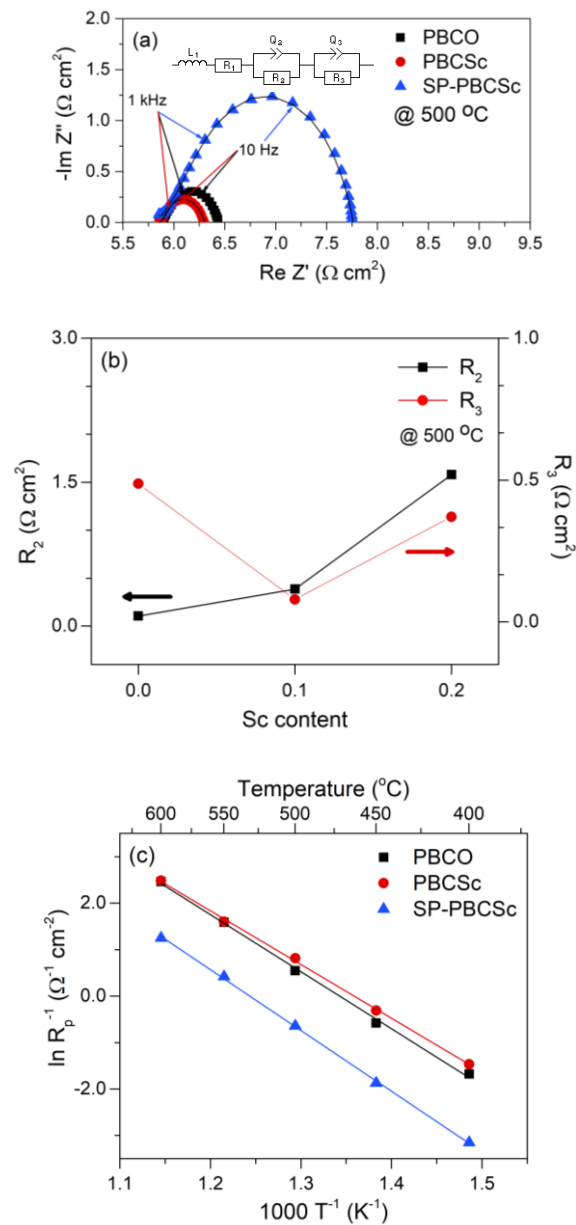 (a)
L₁ R₁ Q₂ R₂ Q₃ R₃
PBCO
PBCSc
SP-PBCSc
@ 500 ᴼC
1 kHz
10 Hz
-Im Z" (Ω cm²)
2.0
1.5
1.0
0.5
0.0
5.5 6.0 6.5 7.0 7.5 8.0 8.5 9.0 9.5
Re Z' (Ω cm²)
(b)
R₂
R₃
@ 500 ᴼC
R₂ (Ω cm²)
3.0
1.5
0.0
R₃ (Ω cm²)
1.0
0.5
0.0
0.0 0.1 0.2
Sc content
Temperature (ᴼC)
600 550 500 450 400
(c)
PBCO
PBCSc
SP-PBCSc
ln Rₚ⁻¹ (Ω⁻¹ cm⁻²)
2.0
0.0
-2.0
1.1 1.2 1.3 1.4 1.5
1000 T⁻¹ (K⁻¹)